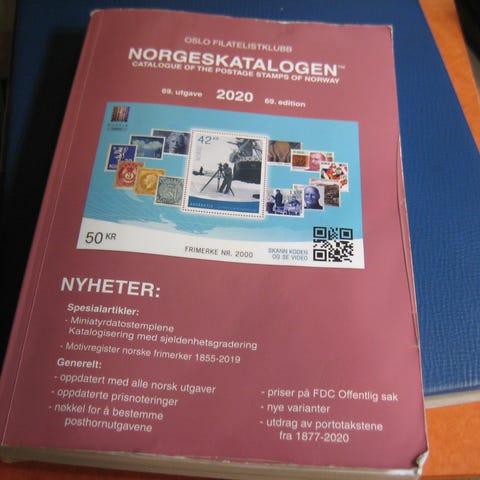 OSLO FILATELISTKLUBB
NORGESKATALOGEN™
CATALOGUE OF THE POSTAGE STAMPS OF NORWAY
69. utgave 2020 69. edition
42 KR
50 KR
FRIMERKE NR. 2000
SKANN KODEN
OG SE VIDEO
NYHETER:
Spesialartikler:
- Miniatyrdatostemplene
Katalogisering med sjeldenhetsgradering
- Motivregister norske frimerker 1855-2019
Generelt:
- oppdatert med alle norsk utgaver
- oppdaterte prisnoteringer
- nøkkel for å bestemme
posthornutgavene
- priser på FDC Offentlig sak
- nye varianter
- utdrag av portotakstene
fra 1877-2020